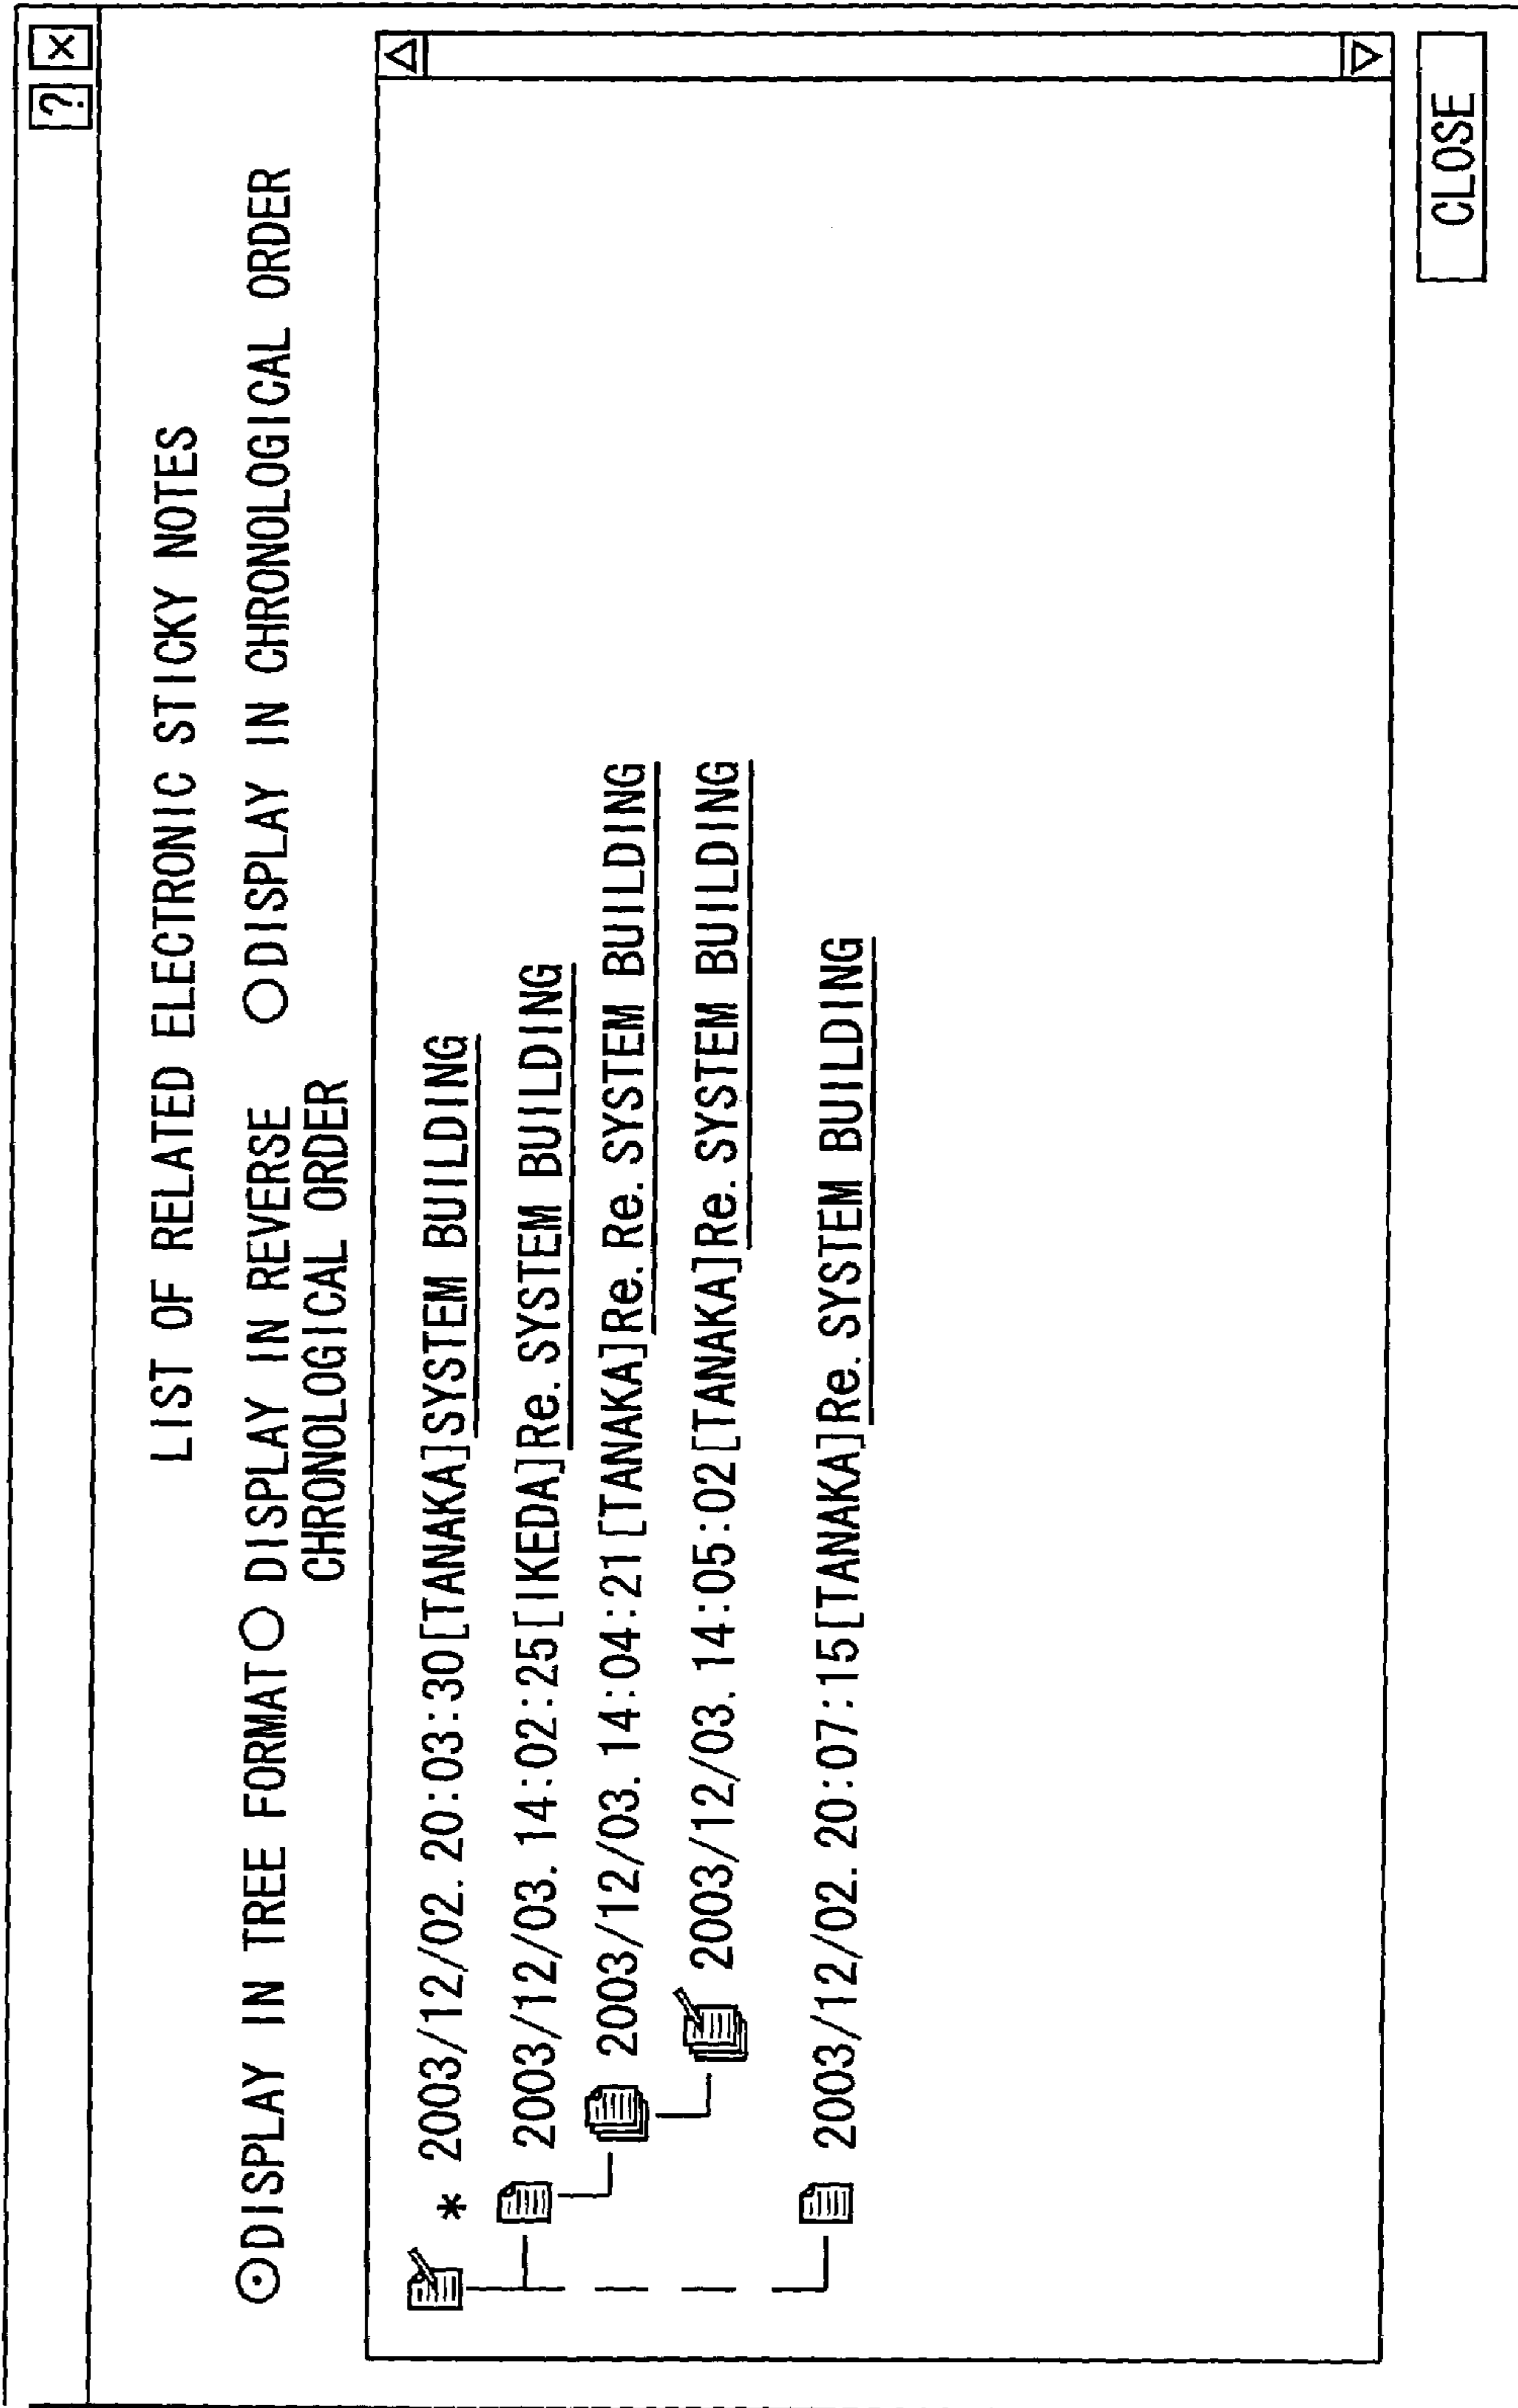 ? ×
LIST OF RELATED ELECTRONIC STICKY NOTES
DISPLAY IN TREE FORMAT DISPLAY IN REVERSE DISPLAY IN CHRONOLOGICAL ORDER
CHRONOLOGICAL ORDER
* 2003/12/02. 20:03:30[TANAKA]SYSTEM BUILDING
2003/12/03. 14:02:25[IKEDA]Re. SYSTEM BUILDING
2003/12/03. 14:04:21[TANAKA]Re. Re. SYSTEM BUILDING
2003/12/03. 14:05:02[TANAKA]Re. SYSTEM BUILDING
2003/12/02. 20:07:15[TANAKA]Re. SYSTEM BUILDING
CLOSE